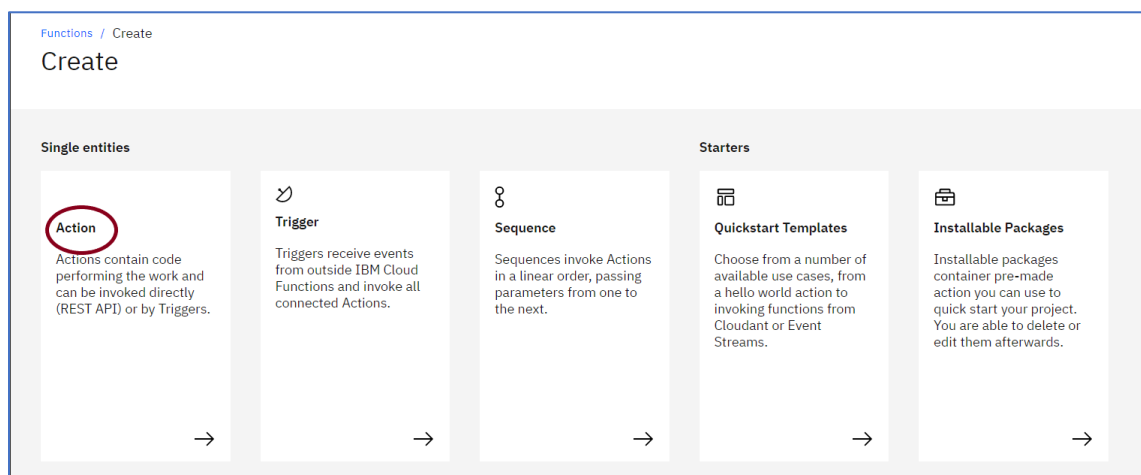 Functions / Create
Create
Single entities
Starters
Action
Actions contain code
performing the work and
can be invoked directly
(REST API) or by Triggers.
Trigger
Triggers receive events
from outside IBM Cloud
Functions and invoke all
connected Actions.
Sequence
Sequences invoke Actions
in a linear order, passing
parameters from one to
the next.
Quickstart Templates
Choose from a number of
available use cases, from
a hello world action to
invoking functions from
Cloudant or Event
Streams.
Installable Packages
Installable packages
container pre-made
action you can use to
quick start your project.
You are able to delete or
edit them afterwards.